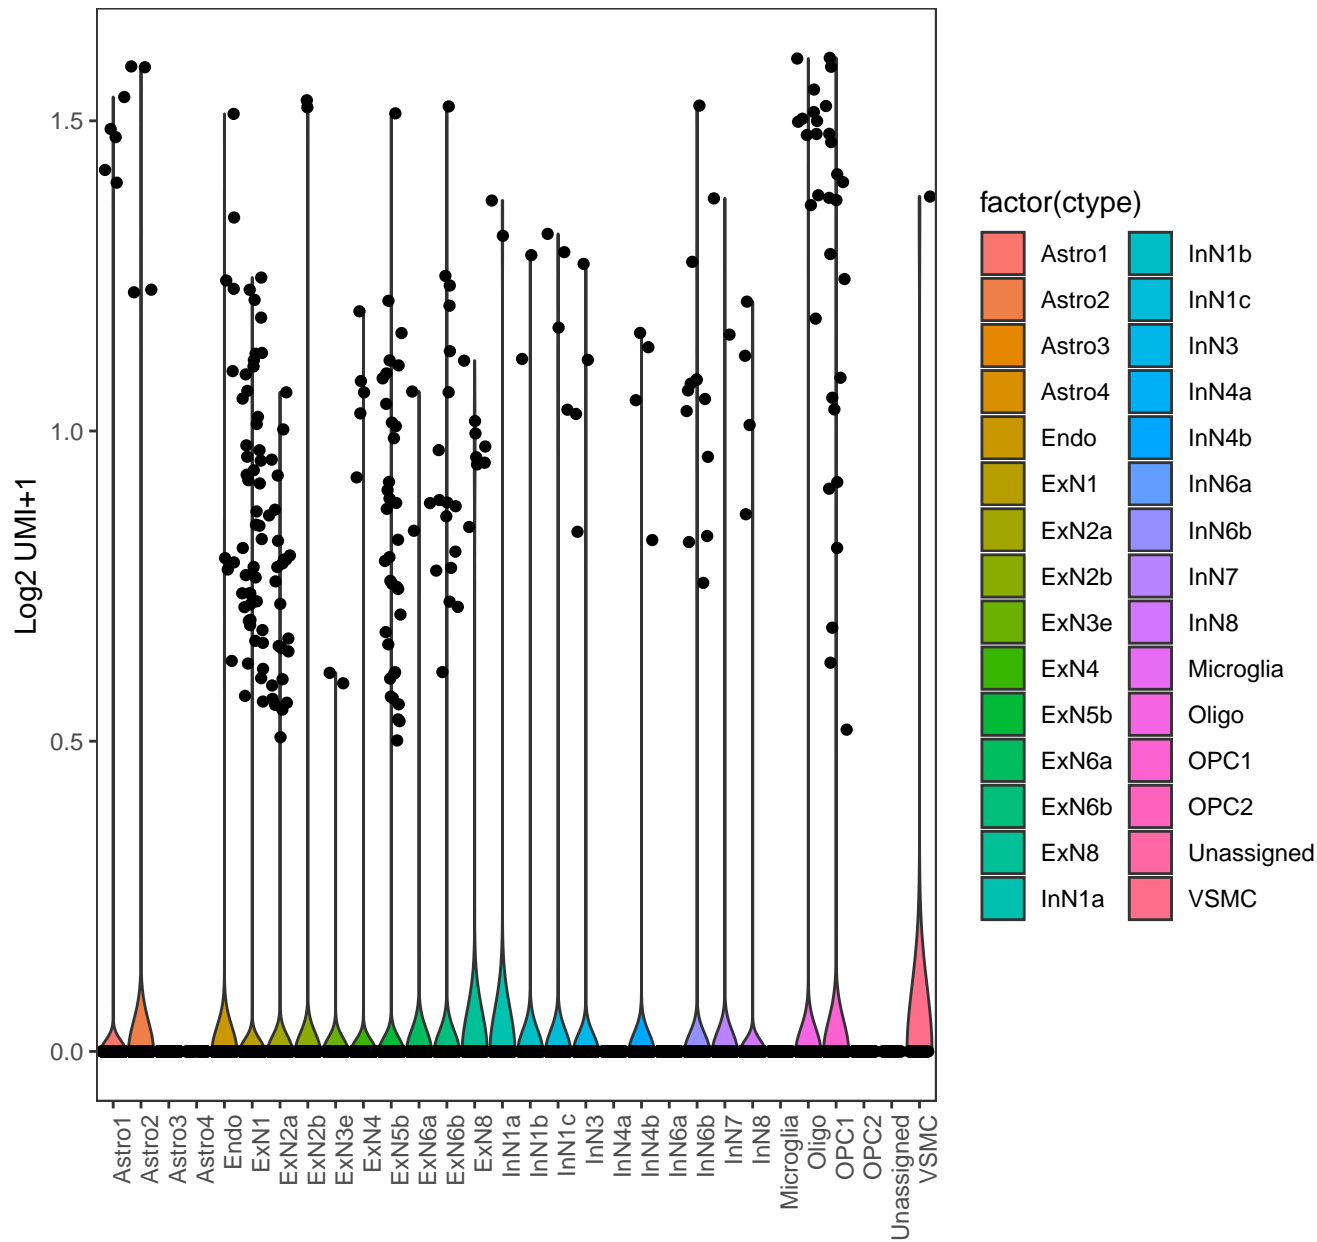 Log2 UMI+1
1.5
1.0
0.5
0.0
Astro1
Astro2
Astro3
Astro4
Endo
ExN1
ExN2a
ExN2b
ExN3e
ExN4
ExN5b
ExN6a
ExN6b
ExN8
InN1a
InN1b
InN1c
InN3
InN4a
InN4b
InN6a
InN6b
InN7
InN8
Microglia
Oligo
OPC1
OPC2
Unassigned
VSMC
factor(ctype)
Astro1
Astro2
Astro3
Astro4
Endo
ExN1
ExN2a
ExN2b
ExN3e
ExN4
ExN5b
ExN6a
ExN6b
ExN8
InN1a
InN1b
InN1c
InN3
InN4a
InN4b
InN6a
InN6b
InN7
InN8
Microglia
Oligo
OPC1
OPC2
Unassigned
VSMC